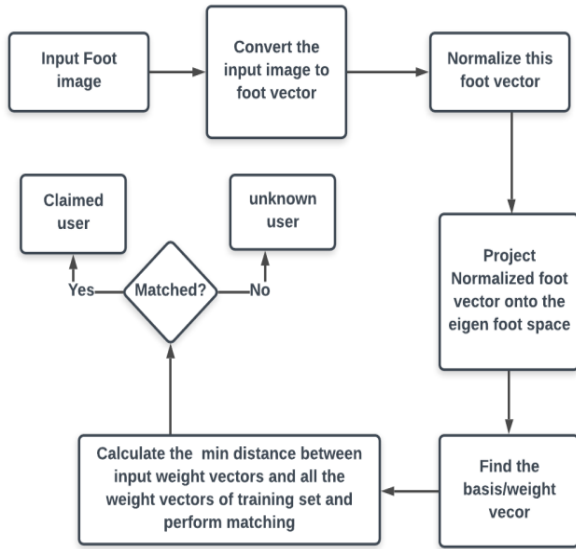 Input Foot
image
Convert the
input image to
foot vector
Normalize this
foot vector
Project
Normalized foot
vector onto the
eigen foot space
Find the
basis/weight
vecor
Calculate the min distance between
input weight vectors and all the
weight vectors of training set and
perform matching
Matched?
Yes
No
Claimed
user
unknown
user